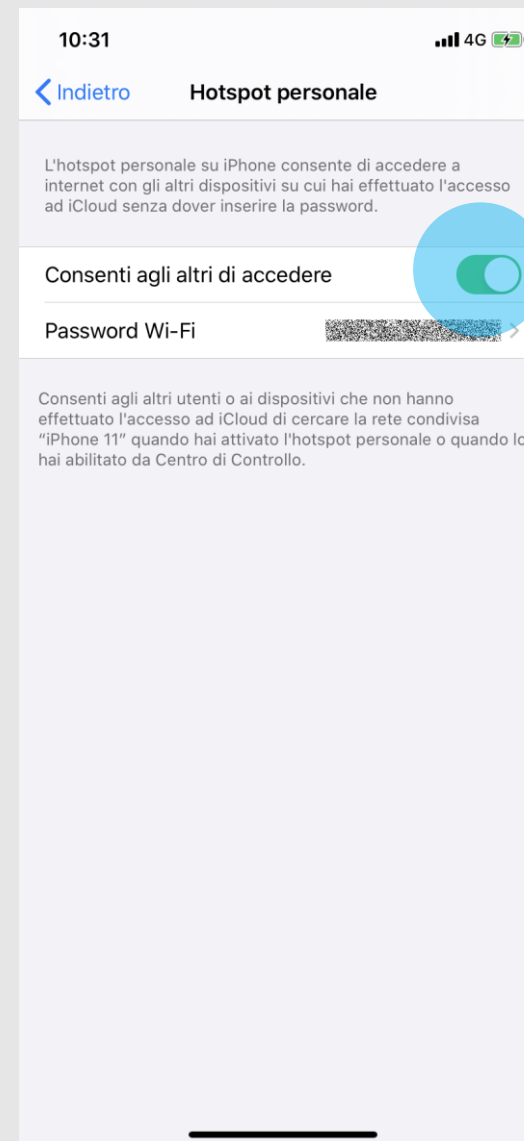 10:31
4G
Indietro
Hotspot personale
L'hotspot personale su iPhone consente di accedere a
internet con gli altri dispositivi su cui hai effettuato l'accesso
ad iCloud senza dover inserire la password.
Consenti agli altri di accedere
Password Wi-Fi
Consenti agli altri utenti o ai dispositivi che non hanno
effettuato l'accesso ad iCloud di cercare la rete condivisa
“iPhone 11” quando hai attivato l'hotspot personale o quando lo
hai abilitato da Centro di Controllo.